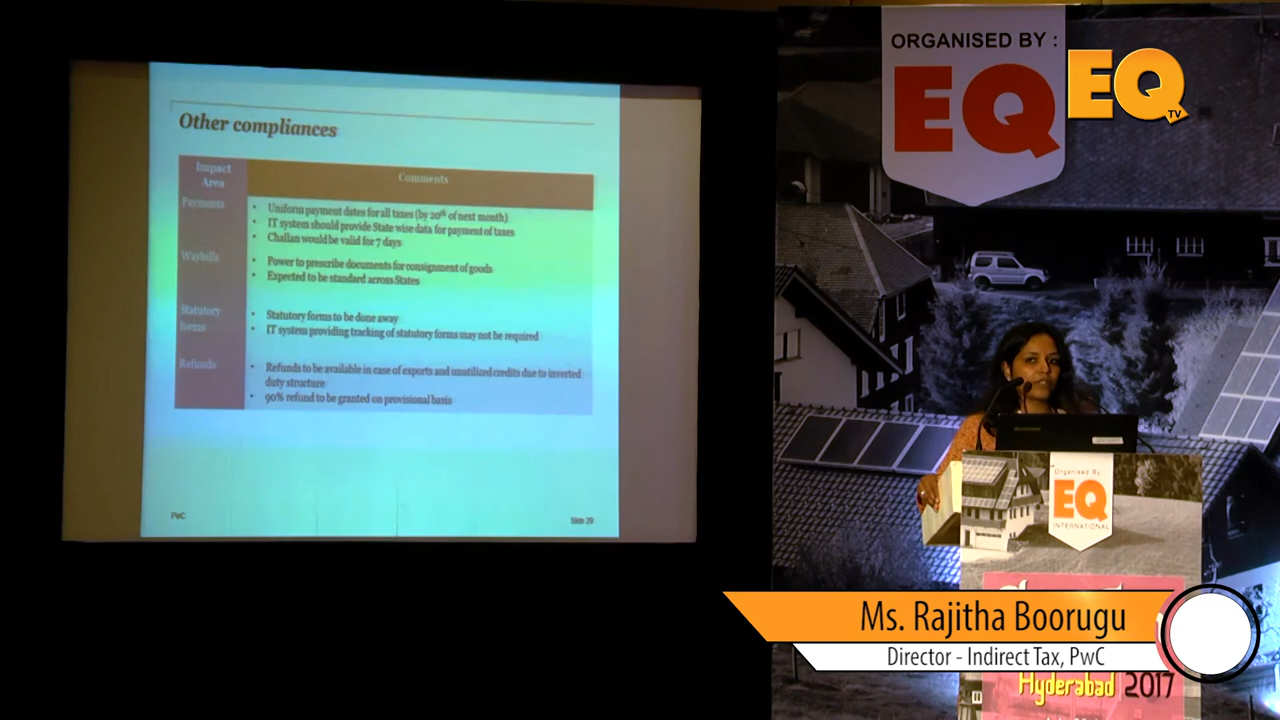 Other compliances
Impact
Area
Comments
Payments
• Uniform payment dates for all taxes (by 20th of next month)
• IT system should provide State wise data for payment of taxes
• Challan would be valid for 7 days
Waybills
• Power to prescribe documents for consignment of goods
• Expected to be standard across States
Statutory
forms
• Statutory forms to be done away
• IT system providing tracking of statutory forms may not be required
Refunds
• Refunds to be available in case of exports and unutilized credits due to inverted
duty structure
• 90% refund to be granted on provisional basis
PwC
Slide 29
ORGANISED BY :
EQ
EQ
TV
Organised By
EQ
INTERNATIONAL
Ms. Rajitha Boorugu
Director - Indirect Tax, PwC
Hyderabad 2017